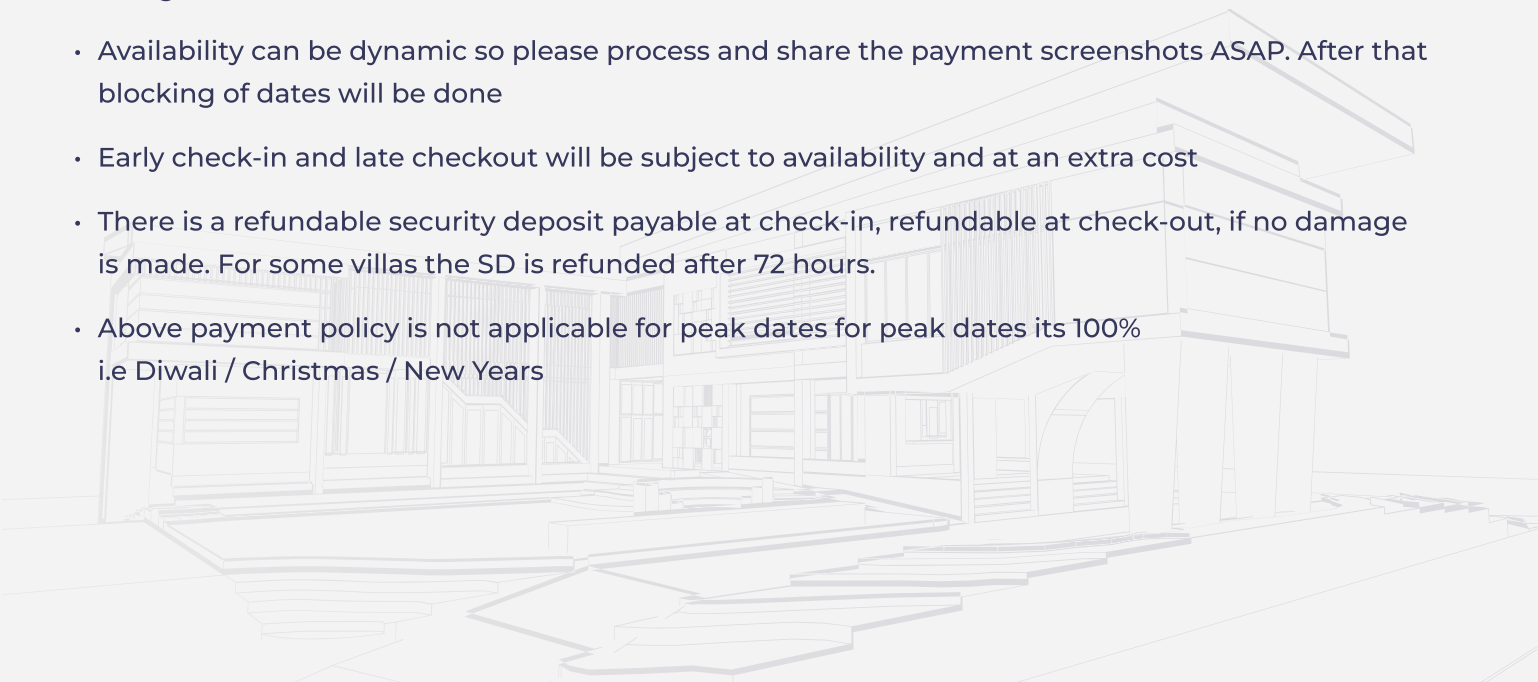 • Availability can be dynamic so please process and share the payment screenshots ASAP. After that
blocking of dates will be done
• Early check-in and late checkout will be subject to availability and at an extra cost
• There is a refundable security deposit payable at check-in, refundable at check-out, if no damage
is made. For some villas the SD is refunded after 72 hours.
• Above payment policy is not applicable for peak dates for peak dates its 100%
i.e Diwali / Christmas / New Years